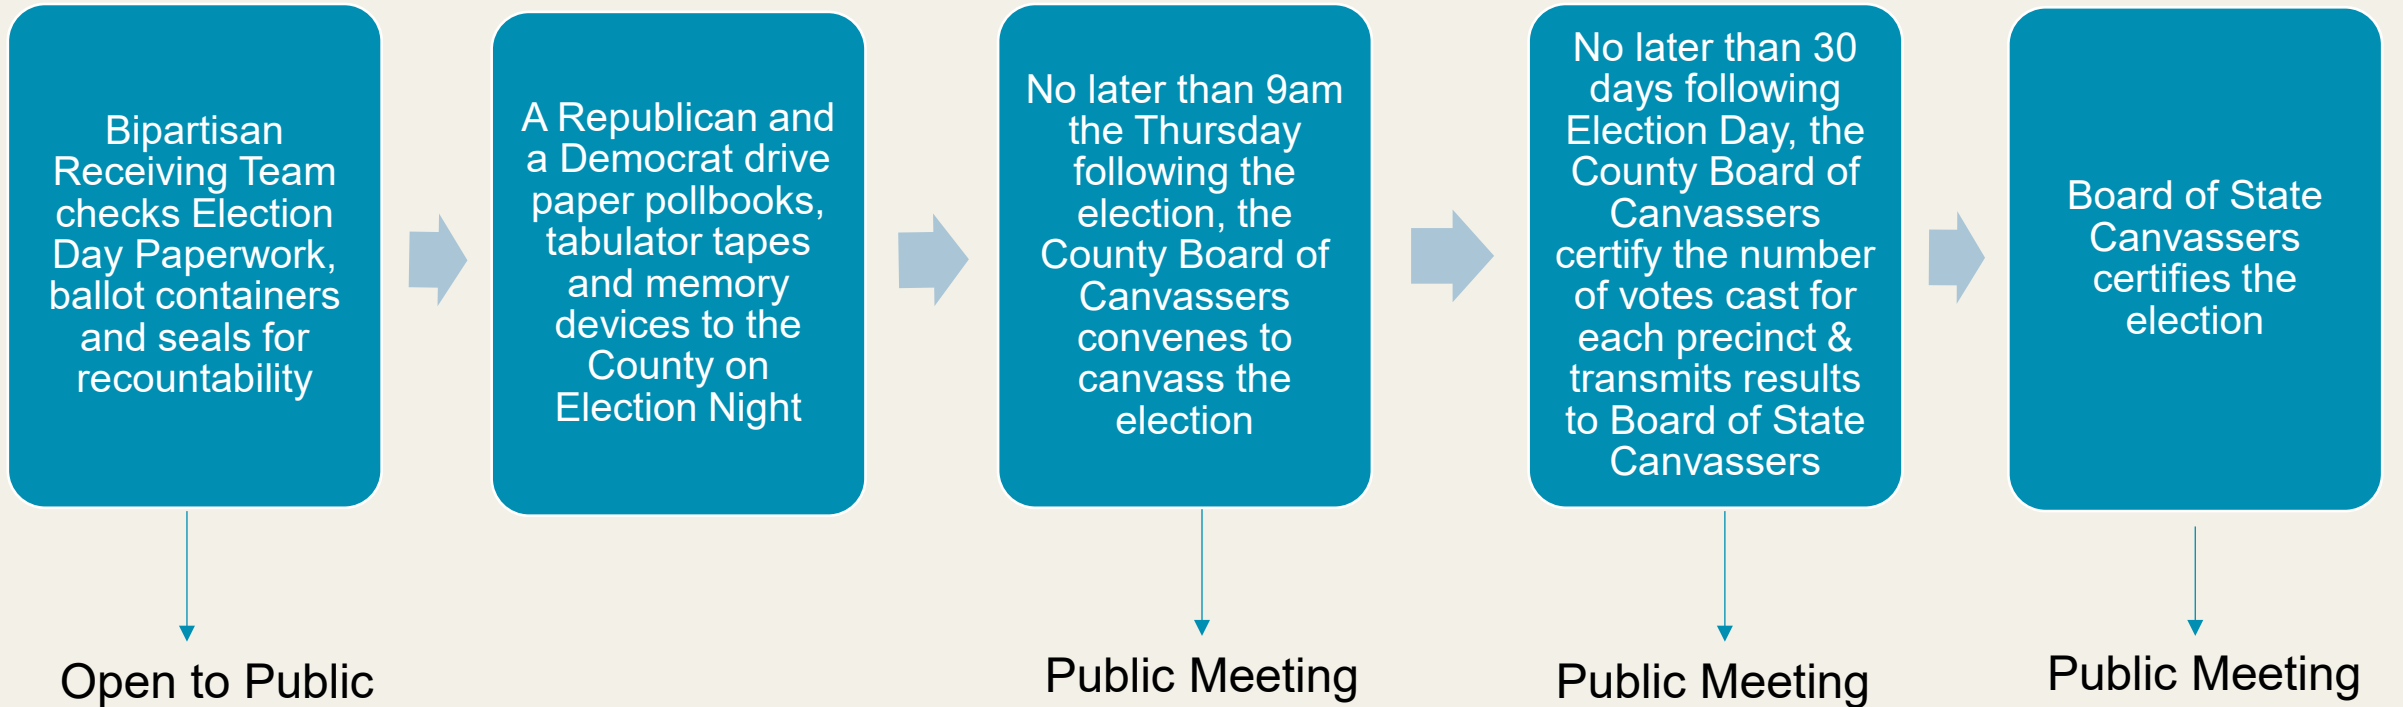 Bipartisan
Receiving Team
checks Election
Day Paperwork,
ballot containers
and seals for
recountability
Open to Public
A Republican and
a Democrat drive
paper pollbooks,
tabulator tapes
and memory
devices to the
County on
Election Night
No later than 9am
the Thursday
following the
election, the
County Board of
Canvassers
convenes to
canvass the
election
Public Meeting
No later than 30
days following
Election Day, the
County Board of
Canvassers
certify the number
of votes cast for
each precinct &
transmits results
to Board of State
Canvassers
Public Meeting
Board of State
Canvassers
certifies the
election
Public Meeting